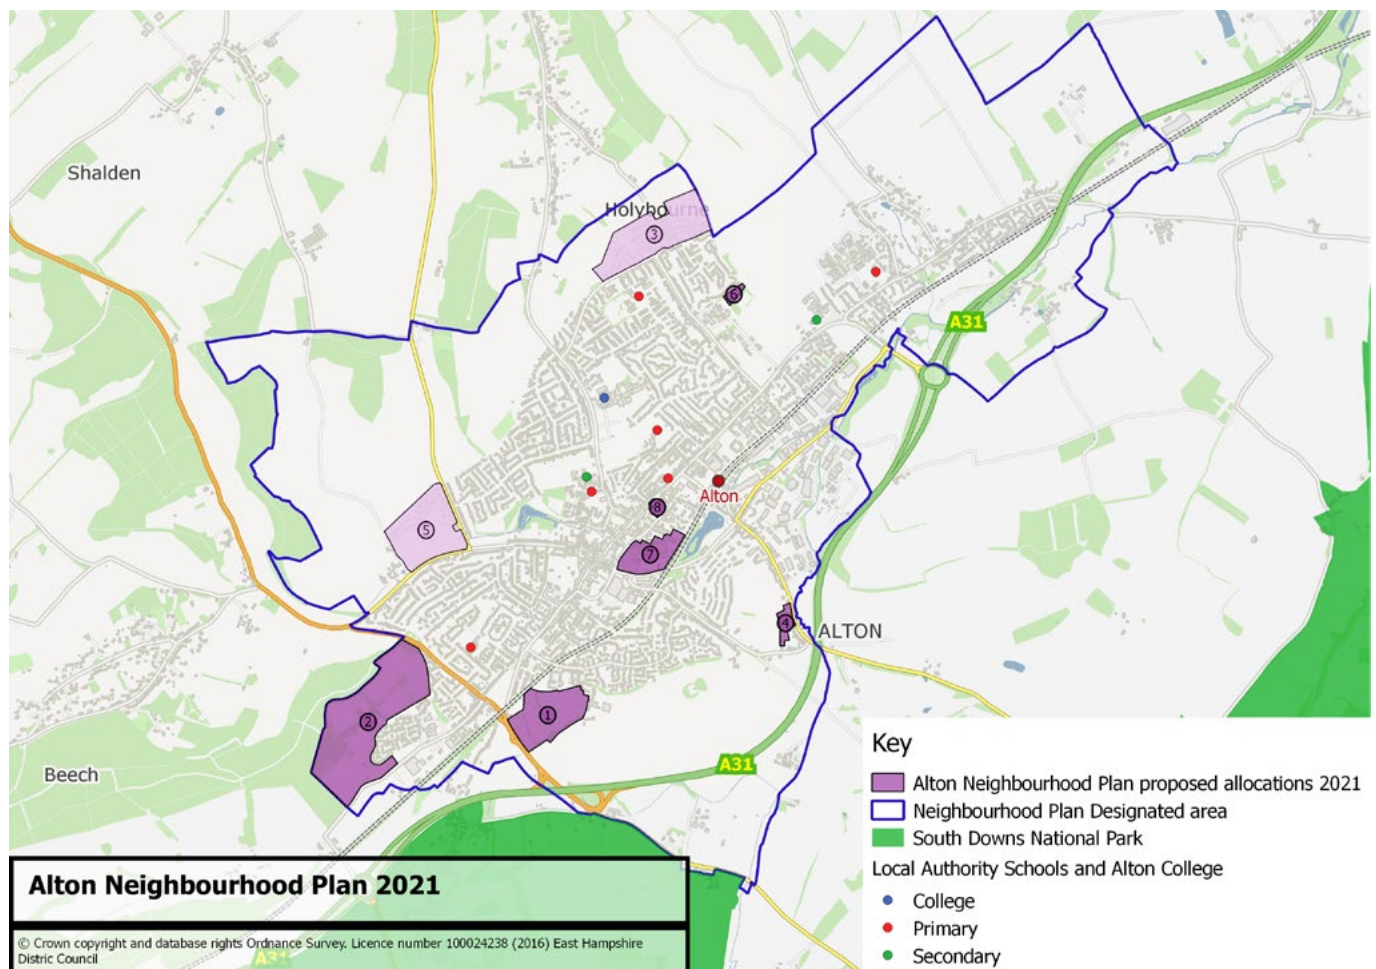 Shalden
Holybourne
3
6
A31
Alton
8
5
7
4
ALTON
1
2
Beech
A31
Key
Alton Neighbourhood Plan proposed allocations 2021
Neighbourhood Plan Designated area
South Downs National Park
Local Authority Schools and Alton College
College
Primary
Secondary
Alton Neighbourhood Plan 2021
© Crown copyright and database rights Ordnance Survey. Licence number 100024238 (2016) East Hampshire
Distric Council
A31